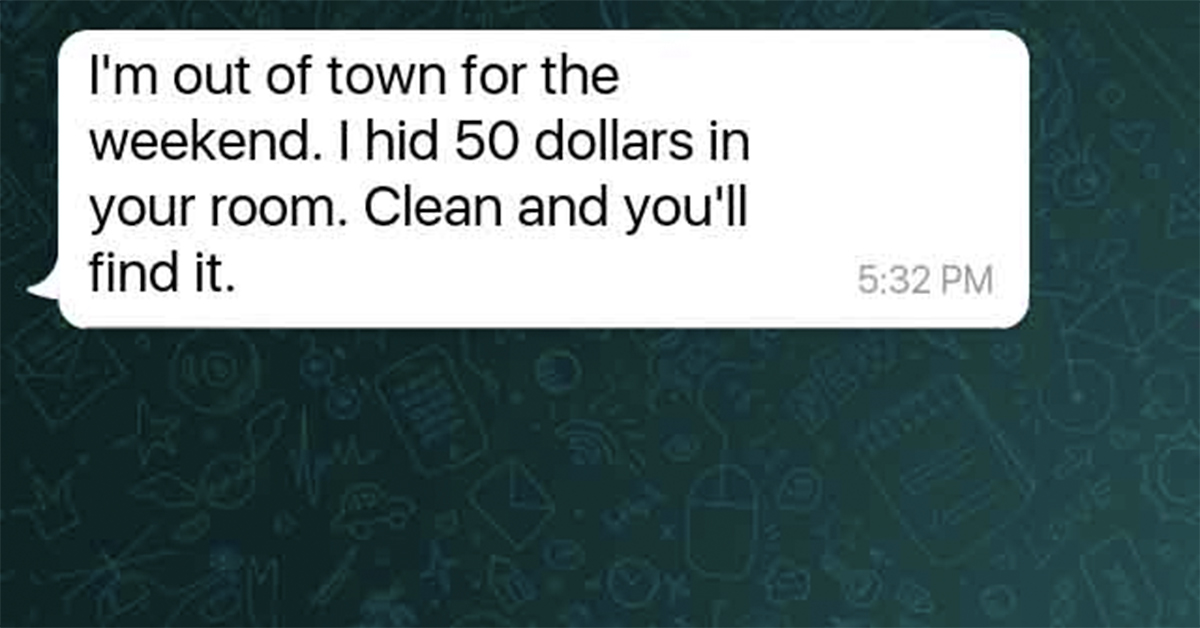 I'm out of town for the
weekend. I hid 50 dollars in
your room. Clean and you'll
find it.
5:32 PM